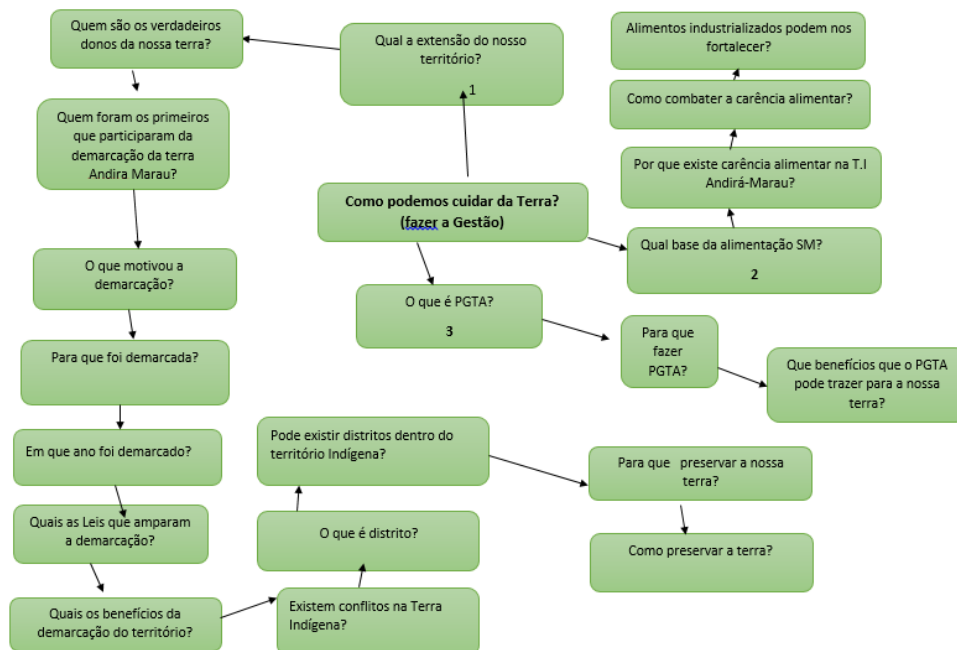 Como podemos cuidar da Terra?
(fazer a Gestão)
Qual a extensão do nosso
território?
1
Quem são os verdadeiros
donos da nossa terra?
Quem foram os primeiros
que participaram da
demarcação da terra
Andira Marau?
O que motivou a
demarcação?
Para que foi demarcada?
Em que ano foi demarcado?
Quais as Leis que amparam
a demarcação?
Quais os benefícios da
demarcação do território?
Existem conflitos na Terra
Indígena?
O que é distrito?
Pode existir distritos dentro do
território Indígena?
Para que preservar a nossa
terra?
Como preservar a terra?
Qual base da alimentação SM?
2
Por que existe carência alimentar na T.I
Andirá-Marau?
Como combater a carência alimentar?
Alimentos industrializados podem nos
fortalecer?
O que é PGTA?
3
Para que
fazer
PGTA?
Que benefícios que o PGTA
pode trazer para a nossa
terra?